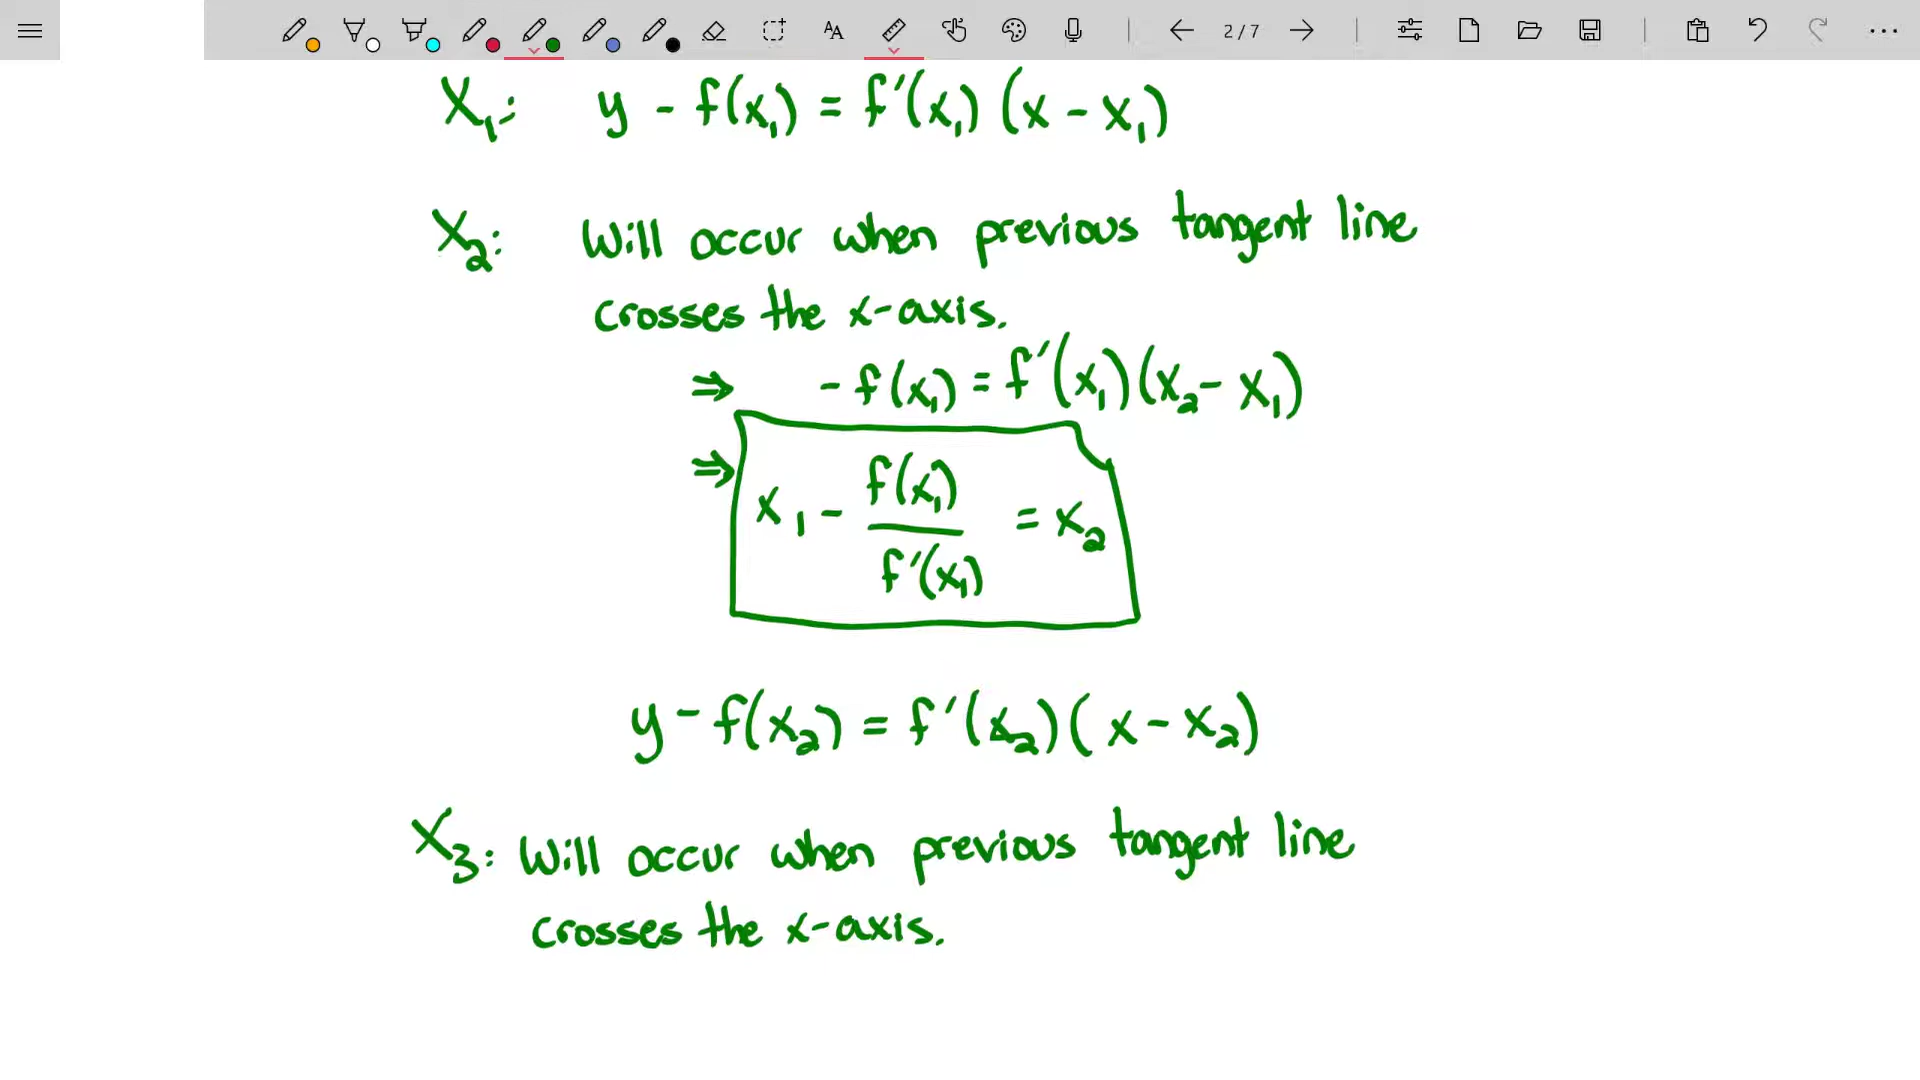 2 / 7
x₁: y - f(x₁) = f'(x₁) (x - x₁)
x₂: Will occur when previous tangent line
crosses the x-axis.
⇒ - f(x₁) = f'(x₁)(x₂ - x₁)
⇒ x₁ - f(x₁)/f'(x₁) = x₂
y - f(x₂) = f'(x₂)(x - x₂)
x₃: Will occur when previous tangent line
crosses the x-axis.